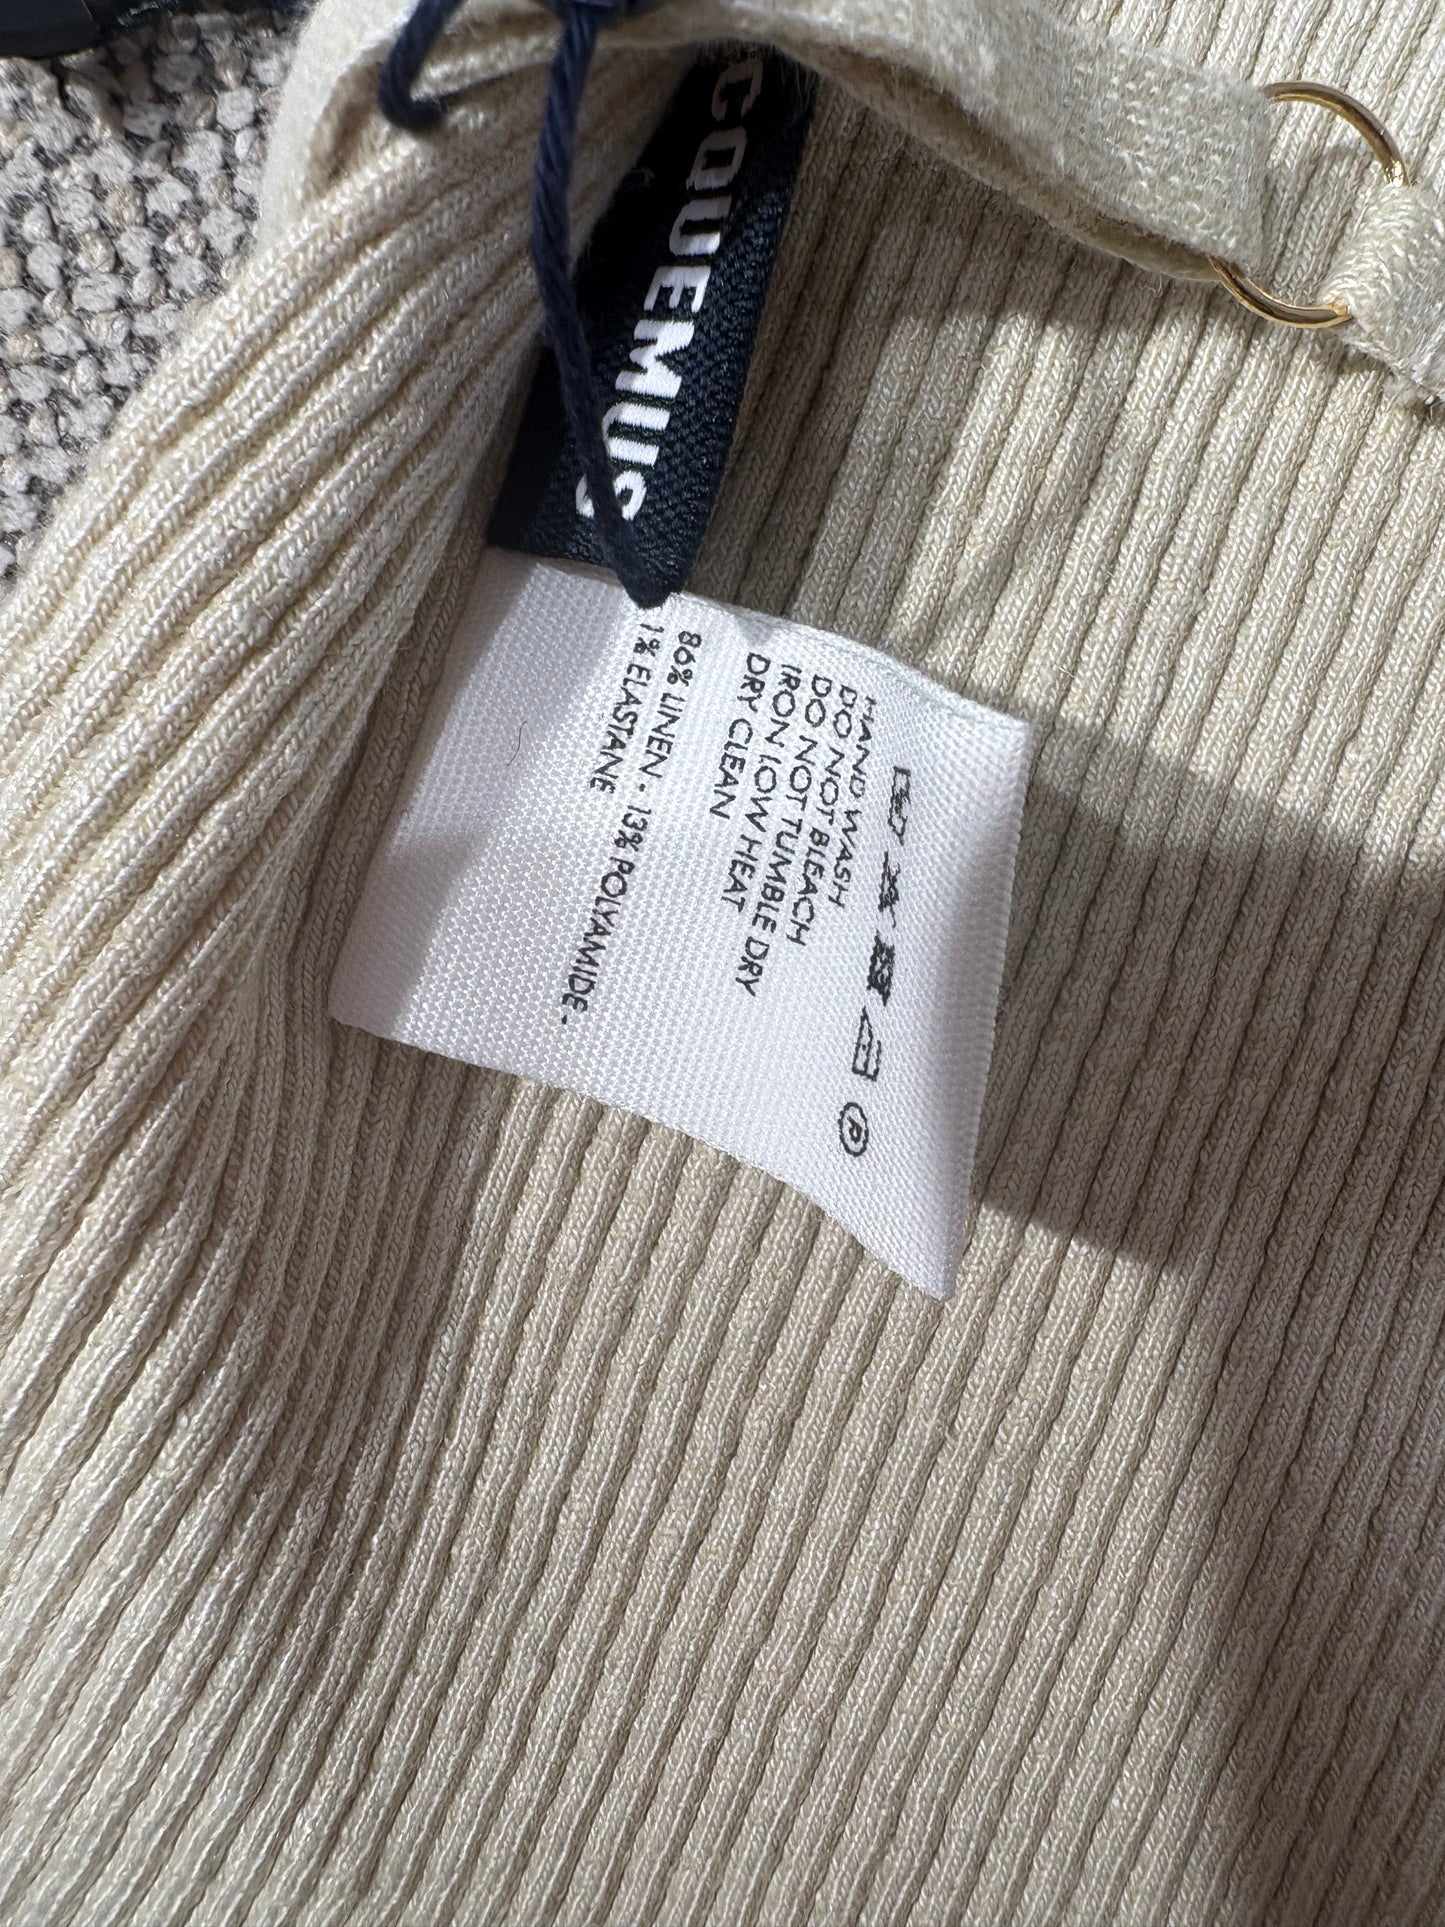 CQUEMUS
HAND WASH
DO NOT BLEACH
DO NOT TUMBLE DRY
IRON LOW HEAT
DRY CLEAN
86% LINEN - 13% POLYAMIDE -
1% ELASTANE
P